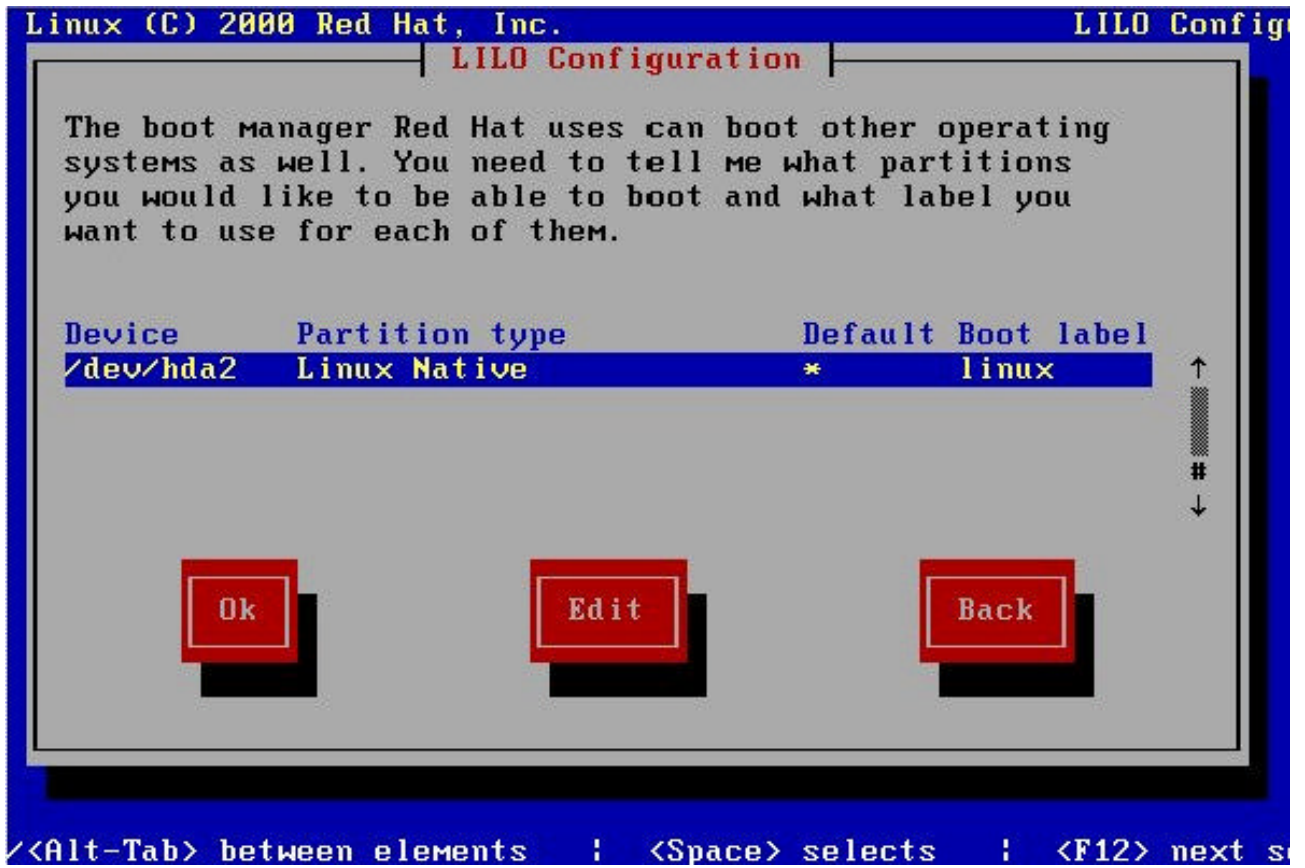 Linux (C) 2000 Red Hat, Inc. LILO Configu
LILO Configuration
The boot manager Red Hat uses can boot other operating
systems as well. You need to tell me what partitions
you would like to be able to boot and what label you
want to use for each of them.
Device Partition type Default Boot label
/dev/hda2 Linux Native * linux
#
Ok Edit Back
/<Alt-Tab> between elements | <Space> selects | <F12> next s